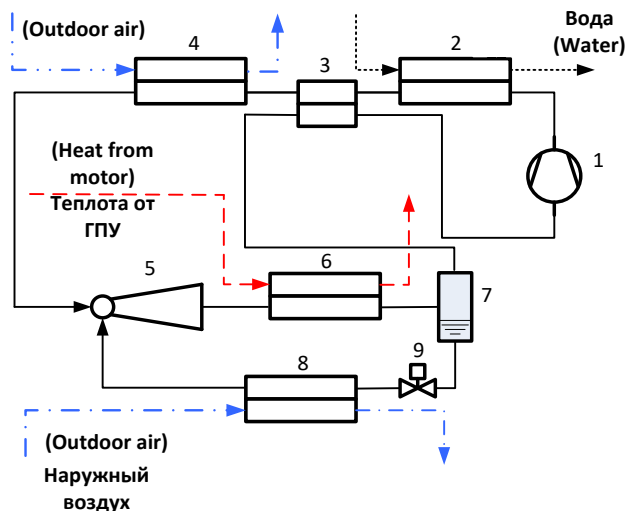 Вода
(Water)
(Outdoor air)
4
3
2
1
(Heat from
motor)
Теплота от
ГПУ
5
6
7
8
9
(Outdoor air)
Наружный
воздух